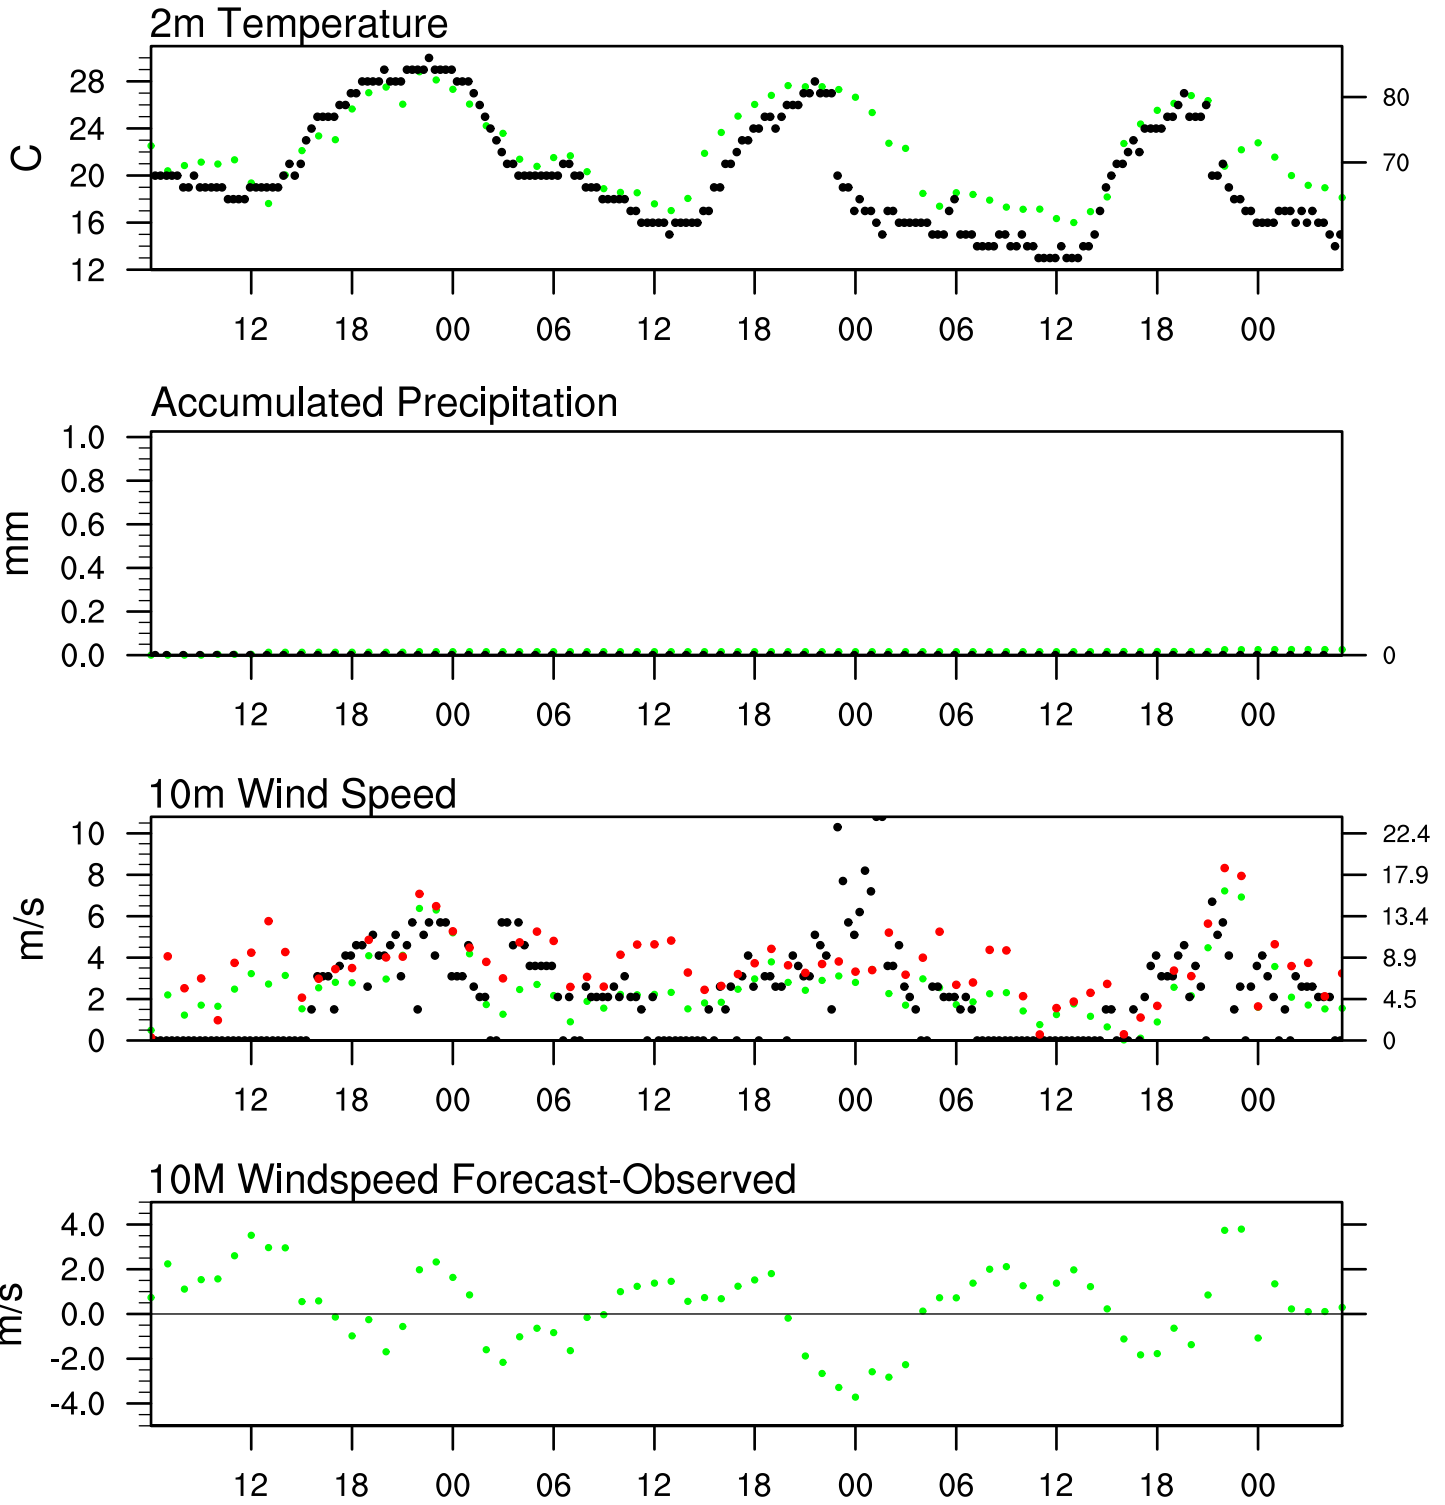 2m Temperature
28
24
20
16
12
C
80
70
12 18 00 06 12 18 00 06 12 18 00
Accumulated Precipitation
1.0
0.8
0.6
0.4
0.2
0.0
mm
0
12 18 00 06 12 18 00 06 12 18 00
10m Wind Speed
10
8
6
4
2
0
m/s
22.4
17.9
13.4
8.9
4.5
0
12 18 00 06 12 18 00 06 12 18 00
10M Windspeed Forecast-Observed
4.0
2.0
0.0
-2.0
-4.0
m/s
12 18 00 06 12 18 00 06 12 18 00